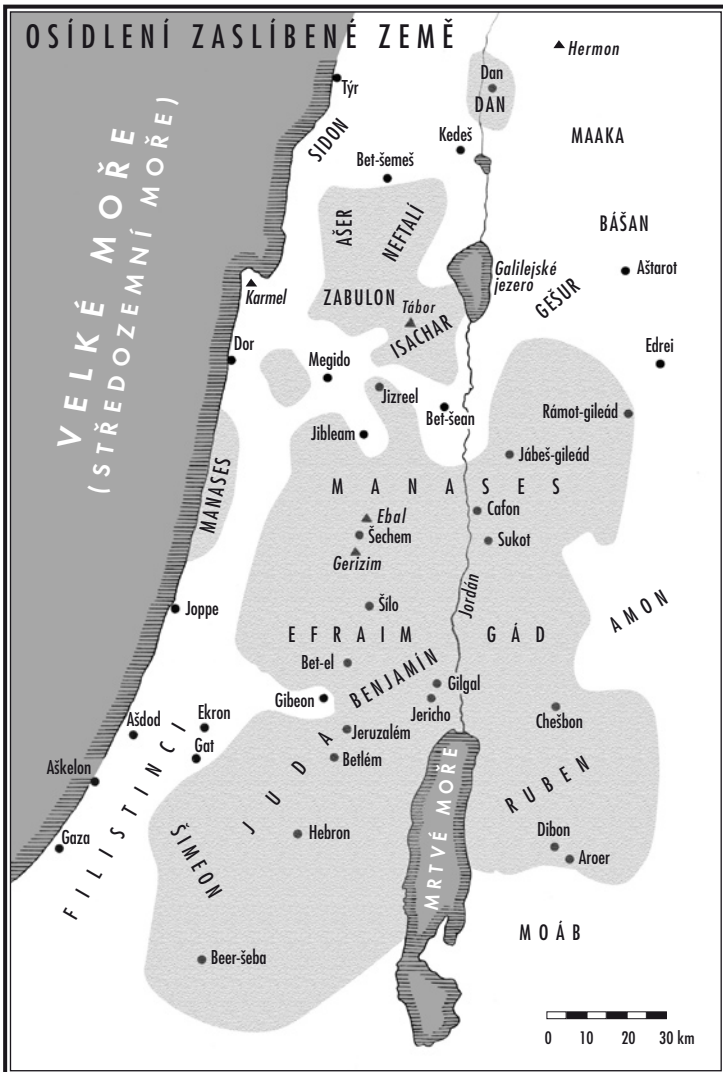 OSÍDLENÍ ZASLÍBENÉ ZEMĚ
VELKÉ MOŘE
(STŘEDOZEMNÍ MOŘE)
Hermon
Dan
DAN
Týr
SIDON
Kedeš
MAAKA
Bet-šemeš
AŠER
NEFTALÍ
BÁŠAN
Galilejské
jezero
Aštarot
GEŠUR
Karmel
ZABULON
Tábor
ISACHAR
Dor
Megido
Edrei
Jizreel
Bet-šean
Rámot-gileád
Jibleam
Jábeš-gileád
MANASES
MANASES
Cafon
Ebal
Šechem
Sukot
Gerizim
Jordán
Šílo
Joppe
AMON
EFRAIM
GÁD
Bet-el
BENJAMÍN
Gilgal
Gibeon
Jericho
Chešbon
Ašdod
Ekron
Jeruzalém
Gat
Betlém
Aškelon
FILISTINCI
JUDA
RUBEN
MRTVÉ MOŘE
Gaza
ŠIMEON
Hebron
Dibon
Aroer
MOÁB
Beer-šeba
0 10 20 30 km